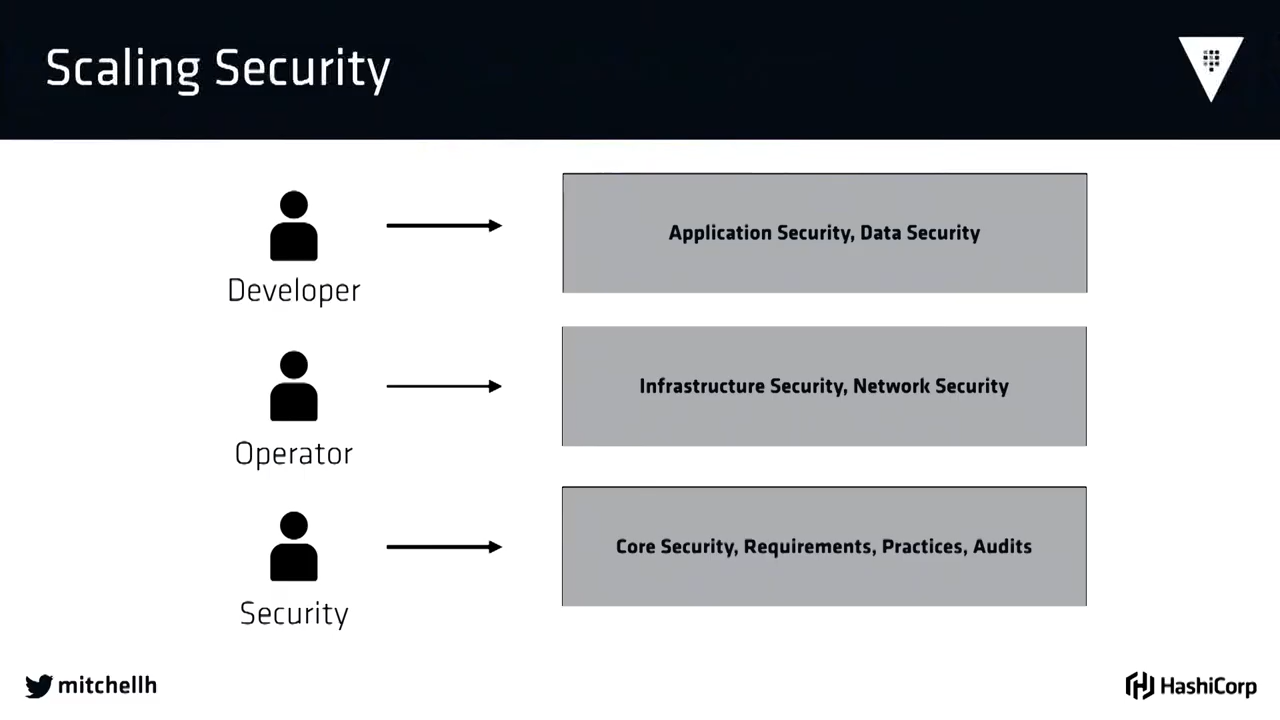 Scaling Security
Developer
Application Security, Data Security
Operator
Infrastructure Security, Network Security
Security
Core Security, Requirements, Practices, Audits
mitchellh
HashiCorp